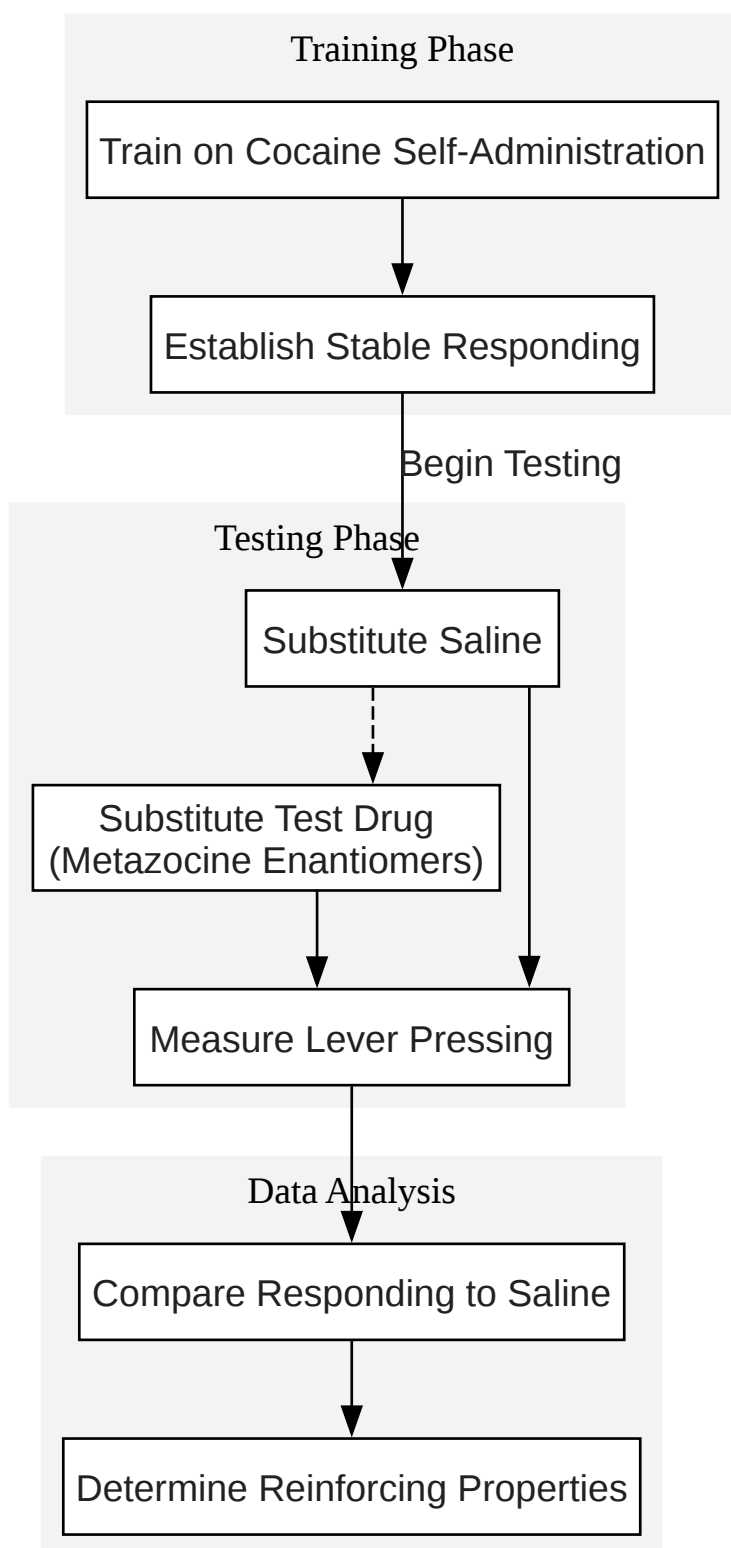 Training Phase
Train on Cocaine Self-Administration
Establish Stable Responding
Begin Testing
Testing Phase
Substitute Saline
Substitute Test Drug
(Metazocine Enantiomers)
Measure Lever Pressing
Data Analysis
Compare Responding to Saline
Determine Reinforcing Properties